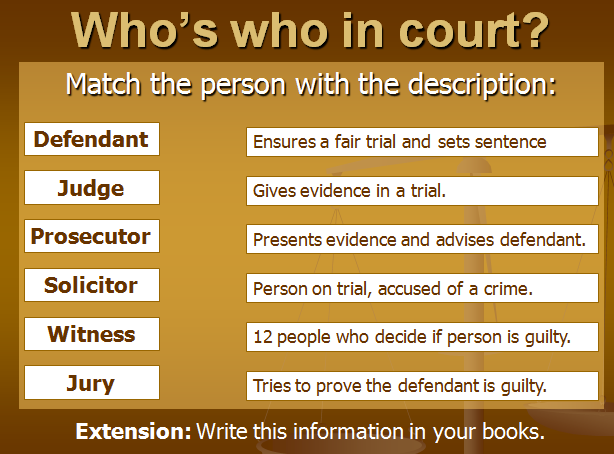 Who’s who in court?
Match the person with the description:
Defendant
Ensures a fair trial and sets sentence
Judge
Gives evidence in a trial.
Prosecutor
Presents evidence and advises defendant.
Solicitor
Person on trial, accused of a crime.
Witness
12 people who decide if person is guilty.
Jury
Tries to prove the defendant is guilty.
Extension: Write this information in your books.